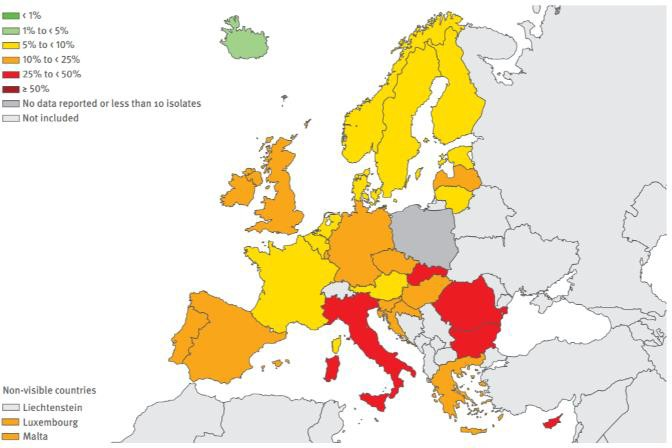 < 1%
1% to < 5%
5% to < 10%
10% to < 25%
25% to < 50%
≥ 50%
No data reported or less than 10 isolates
Not included
Non-visible countries
Liechtenstein
Luxembourg
Malta